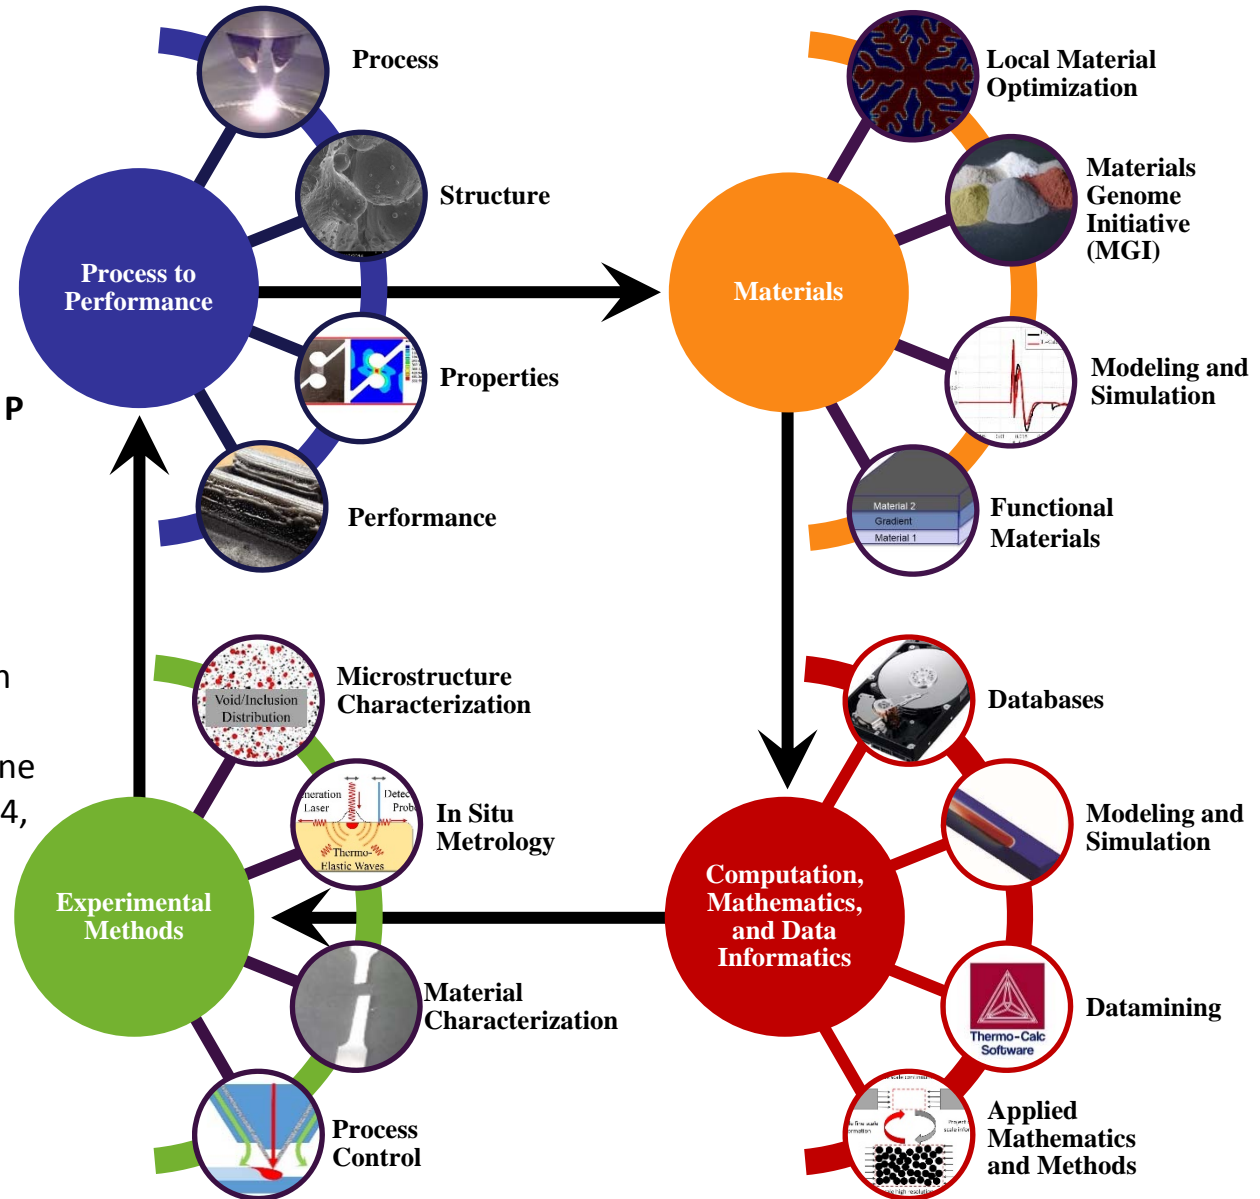 Process
Structure
Process to
Performance
Properties
P
Performance
Local Material
Optimization
Materials
Genome
Initiative
(MGI)
Materials
Modeling and
Simulation
Material 2
Gradient
Material 1
Functional
Materials
Microstructure
Characterization
Void/Inclusion
Distribution
In Situ
Metrology
Laser
Thermo-
Elastic Waves
4,
Experimental
Methods
Material
Characterization
Process
Control
Databases
Modeling and
Simulation
Computation,
Mathematics,
and Data
Informatics
Datamining
Thermo-Calc
Software
Applied
Mathematics
and Methods